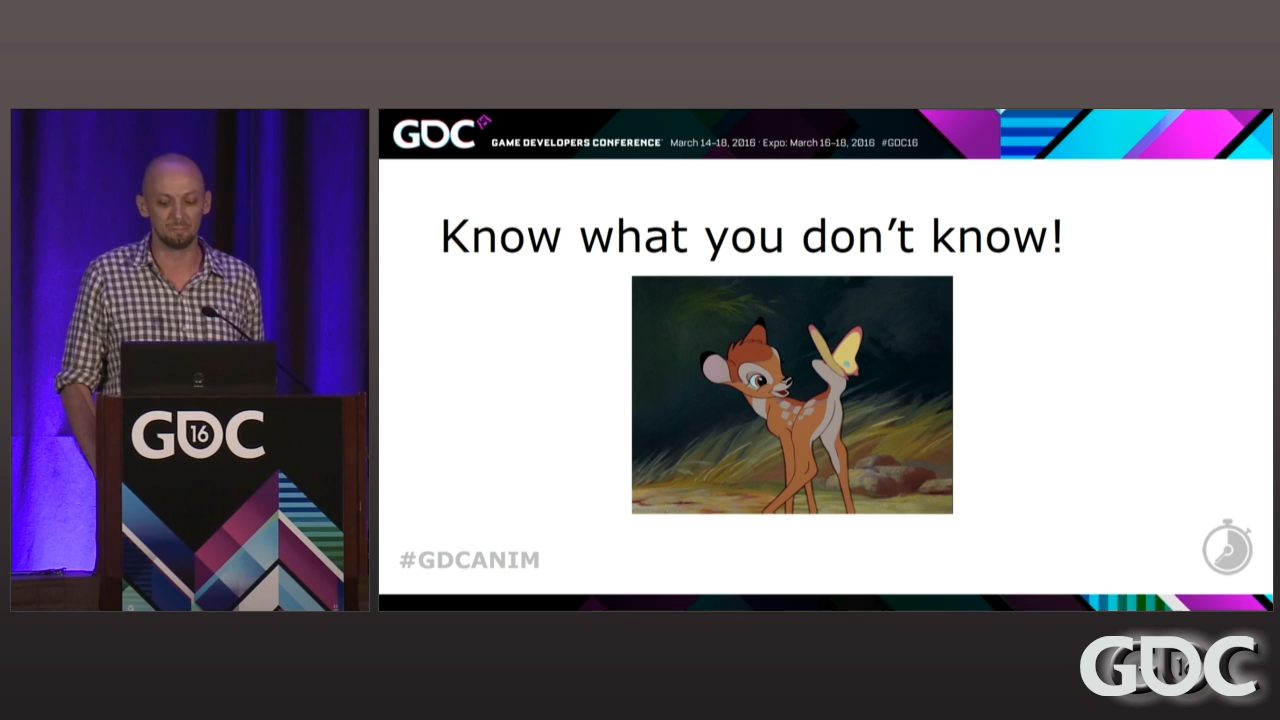 GDC
GAME DEVELOPERS CONFERENCE March 14–18, 2016 · Expo: March 16–18, 2016 #GDC16
Know what you don’t know!
#GDCANIM
GDC
16
GDC
16